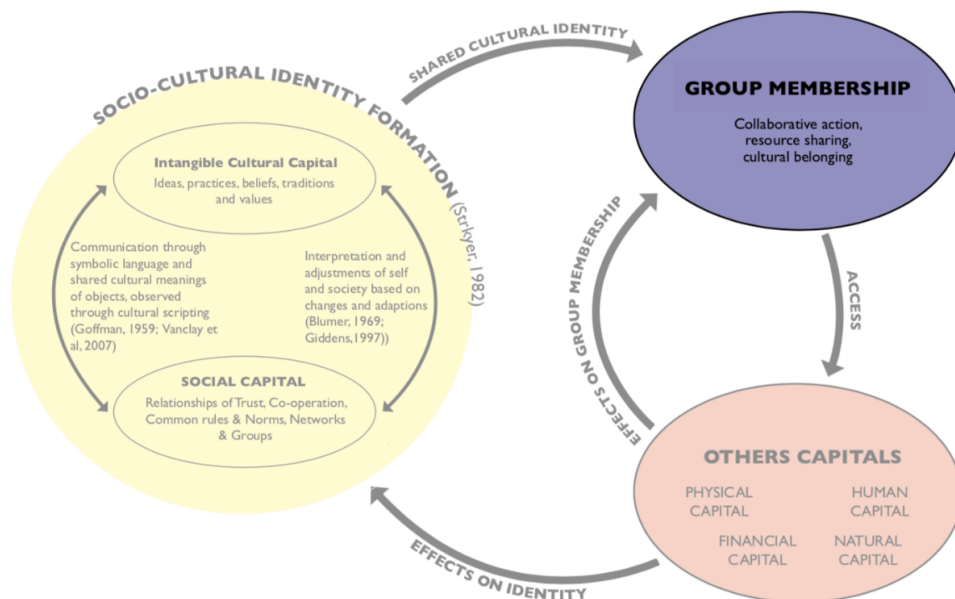 SOCIO-CULTURAL IDENTITY FORMATION (Strkyer, 1982)
Intangible Cultural Capital
Ideas, practices, beliefs, traditions
and values
Communication through
symbolic language and
shared cultural meanings
of objects, observed
through cultural scripting
(Goffman, 1959; Vanclay et
al, 2007)
Interpretation and
adjustments of self
and society based on
changes and adaptions
(Blumer, 1969;
Giddens,1997))
SOCIAL CAPITAL
Relationships of Trust, Co-operation,
Common rules & Norms, Networks
& Groups
SHARED CULTURAL IDENTITY
GROUP MEMBERSHIP
Collaborative action,
resource sharing,
cultural belonging
ACCESS
EFFECTS ON GROUP MEMBERSHIP
OTHERS CAPITALS
PHYSICAL
CAPITAL
HUMAN
CAPITAL
FINANCIAL
CAPITAL
NATURAL
CAPITAL
EFFECTS ON IDENTITY